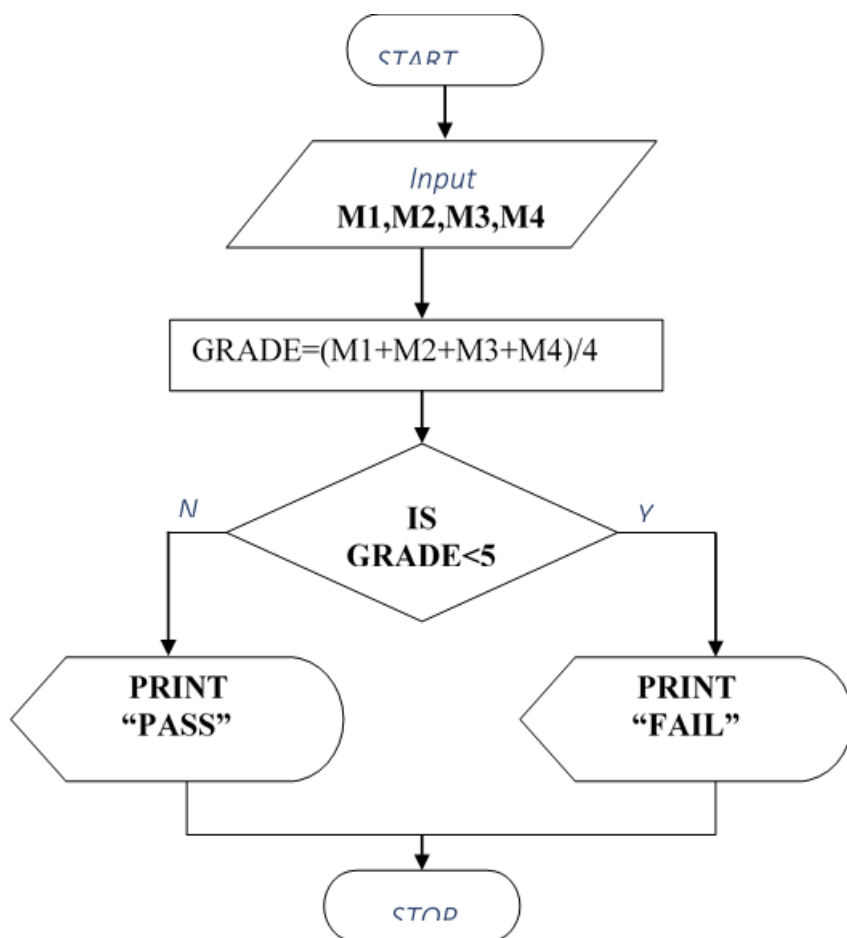 START
Input
M1,M2,M3,M4
GRADE=(M1+M2+M3+M4)/4
IS
GRADE<5
N
Y
PRINT
“PASS”
PRINT
“FAIL”
STOP